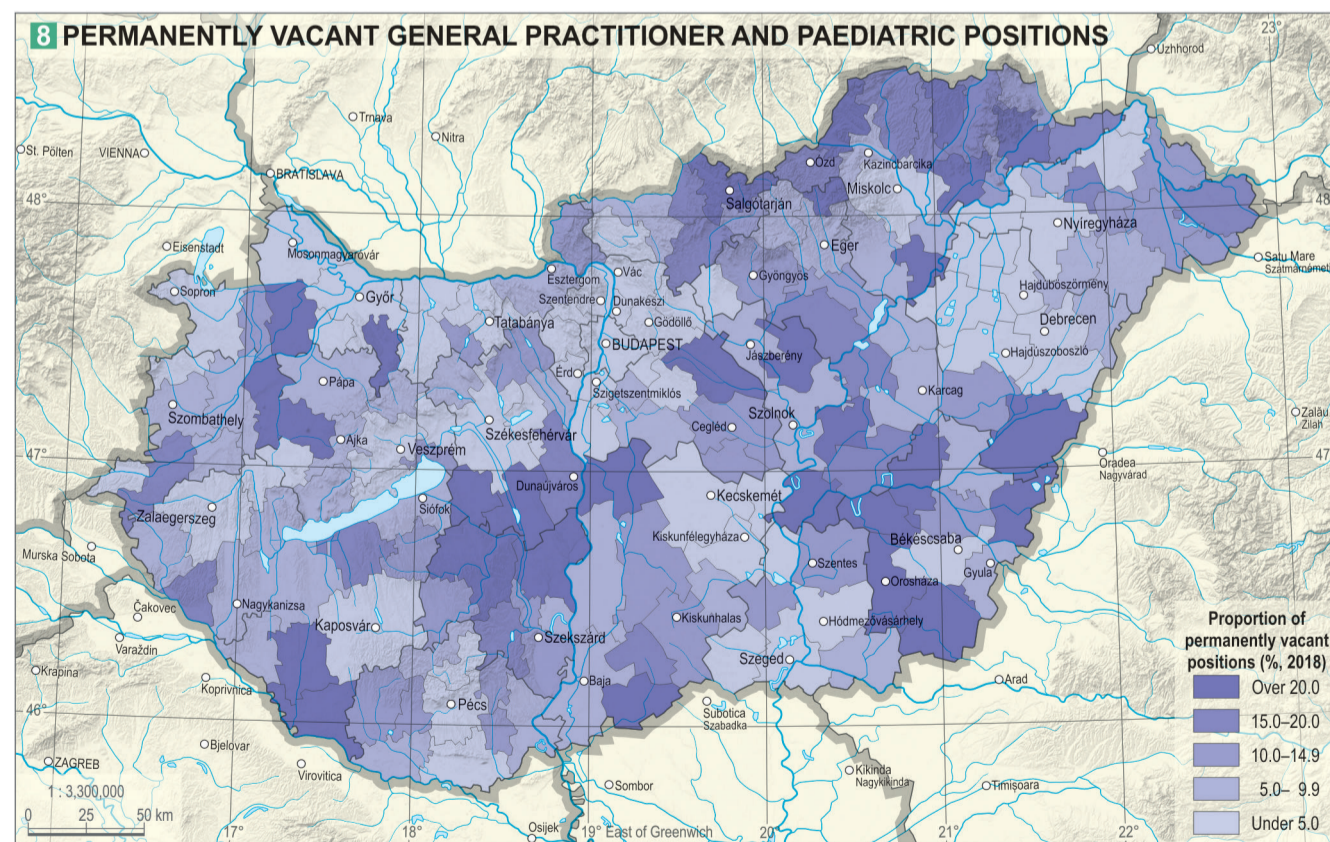 8 PERMANENTLY VACANT GENERAL PRACTITIONER AND PAEDIATRIC POSITIONS
23°
Uzhhorod
Trnava
Nitra
St. Pölten
VIENNA
BRATISLAVA
48°
48
Ózd
Kazincbarcika
Miskolc
Salgótarján
Nyíregyháza
Eisenstadt
Mosonmagyaróvár
Eger
Satu Mare
Szatmárnémeti
Esztergom
Vác
Gyöngyös
Sopron
Győr
Szentendre
Dunakeszi
Hajdúböszörmény
Tatabánya
Gödöllő
Debrecen
BUDAPEST
Jászberény
Hajdúszoboszló
Pápa
Érd
Szigetszentmiklós
Karcag
Szombathely
Szolnok
Zalău
Zilah
Székesfehérvár
Cegléd
Ajka
Veszprém
47°
47
Oradea
Nagyvárad
Dunaújváros
Kecskemét
Siófok
Zalaegerszeg
Kiskunfélegyháza
Békéscsaba
Murska Sobota
Szentes
Gyula
Orosháza
Nagykanizsa
Čakovec
Kaposvár
Kiskunhalas
Hódmezővásárhely
Varaždin
Szekszárd
Szeged
Krapina
Koprivnica
Baja
Arad
46°
Pécs
Subotica
Szabadka
Bjelovar
ZAGREB
Virovitica
Sombor
Kikinda
Nagykikinda
Timişoara
1 : 3,300,000
0 25 50 km
Osijek
17°
18°
19° East of Greenwich
20°
21°
22°
Proportion of
permanently vacant
positions (%, 2018)
Over 20.0
15.0–20.0
10.0–14.9
5.0– 9.9
Under 5.0